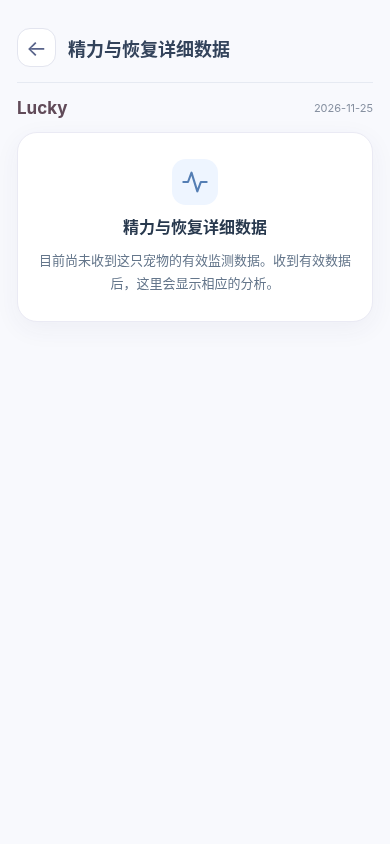 精力与恢复详细数据
Lucky
2026-11-25
精力与恢复详细数据
目前尚未收到这只宠物的有效监测数据。收到有效数据
后，这里会显示相应的分析。